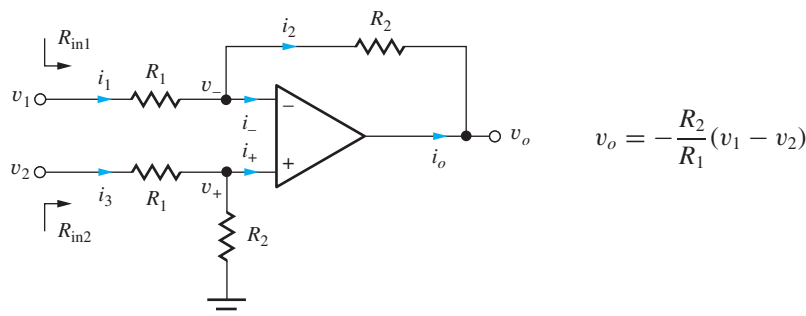 R_in1
i_2
R_2
i_1
R_1
v_1
v_−
−
i_−
v_o
v_o = −R_2/R_1 (v_1 − v_2)
i_+
+
i_o
v_2
i_3
R_1
v_+
R_2
R_in2